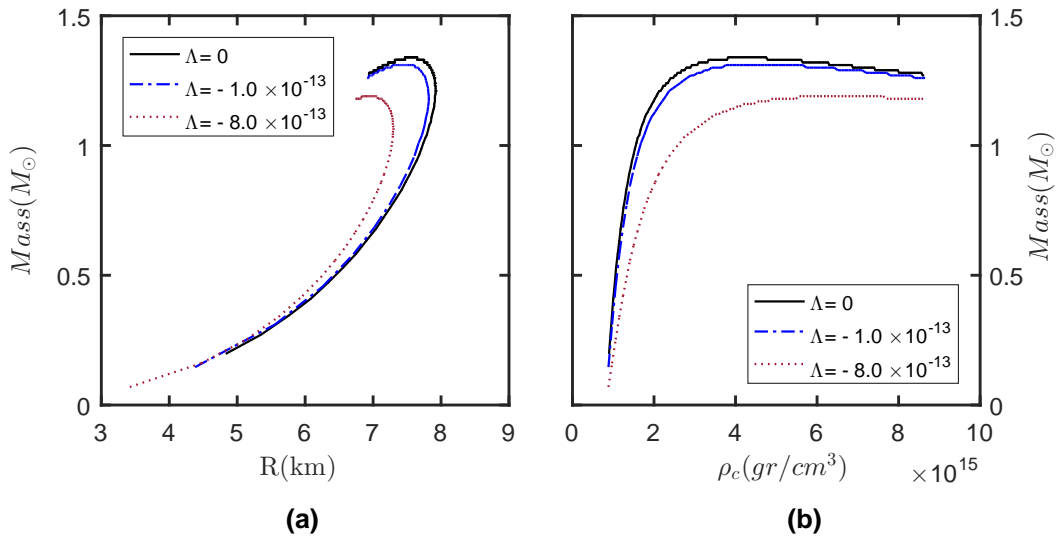 1.5
1
0.5
0
Mass(M⊙)
Λ= 0
Λ= - 1.0 ×10⁻¹³
Λ= - 8.0 ×10⁻¹³
3 4 5 6 7 8 9
R(km)
(a)
1.5
1
0.5
0
Mass(M⊙)
Λ= 0
Λ= - 1.0 ×10⁻¹³
Λ= - 8.0 ×10⁻¹³
0 2 4 6 8 10
ρc(gr/cm³)
×10¹⁵
(b)